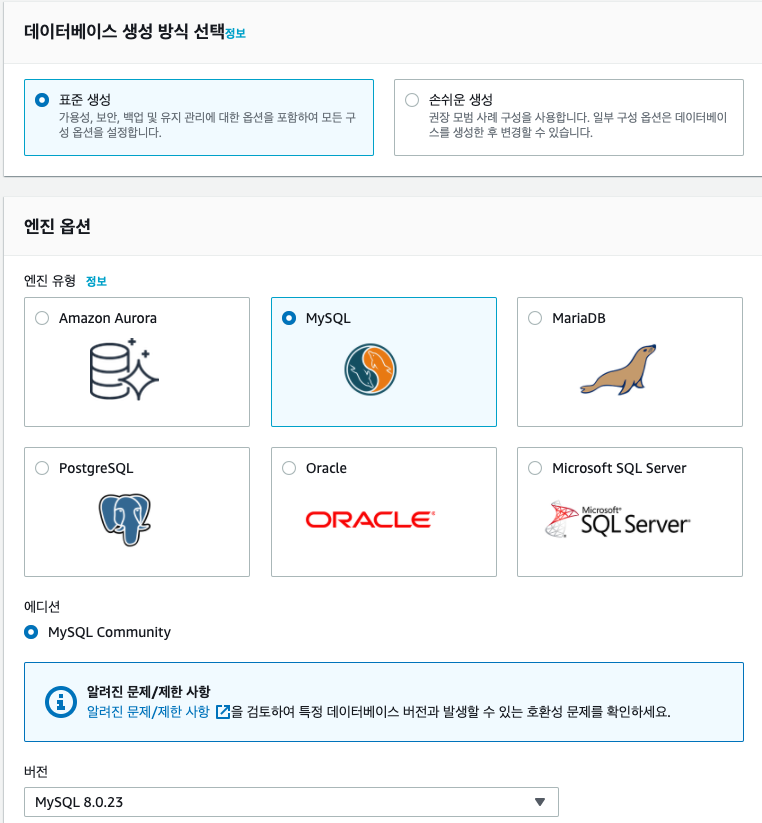 데이터베이스 생성 방식 선택정보
표준 생성
가용성, 보안, 백업 및 유지 관리에 대한 옵션을 포함하여 모든 구
성 옵션을 설정합니다.
손쉬운 생성
권장 모범 사례 구성을 사용합니다. 일부 구성 옵션은 데이터베이
스를 생성한 후 변경할 수 있습니다.
엔진 옵션
엔진 유형 정보
Amazon Aurora
MySQL
MariaDB
PostgreSQL
Oracle
ORACLE®
Microsoft SQL Server
Microsoft®
SQL Server®
에디션
MySQL Community
알려진 문제/제한 사항
알려진 문제/제한 사항 을 검토하여 특정 데이터베이스 버전과 발생할 수 있는 호환성 문제를 확인하세요.
버전
MySQL 8.0.23